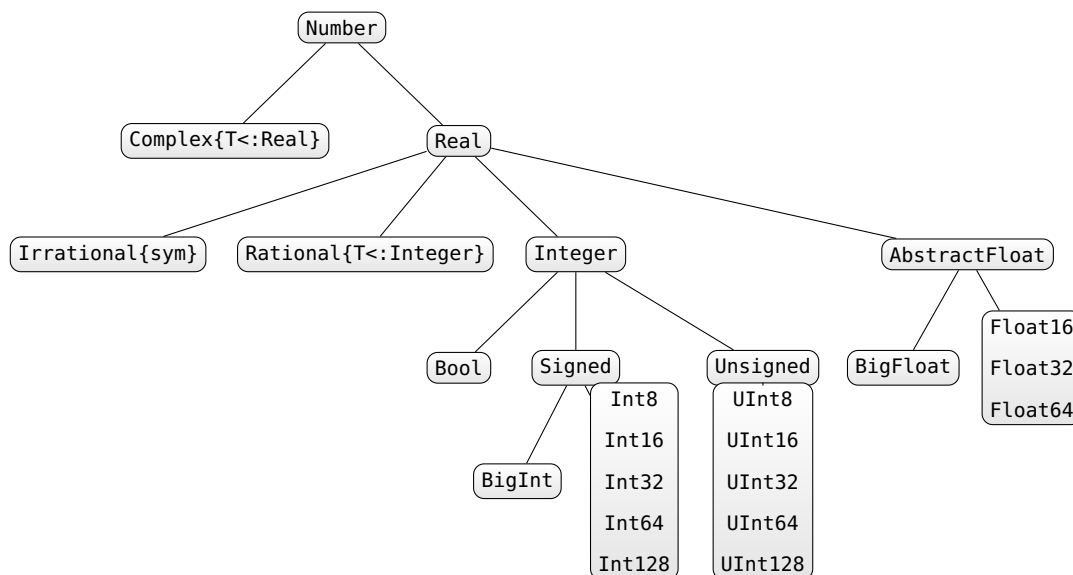 Number
Complex{T<:Real}
Real
Irrational{sym}
Rational{T<:Integer}
Integer
AbstractFloat
Bool
Signed
Unsigned
BigFloat
Float16
Float32
Float64
Int8
Int16
Int32
Int64
Int128
UInt8
UInt16
UInt32
UInt64
UInt128
BigInt